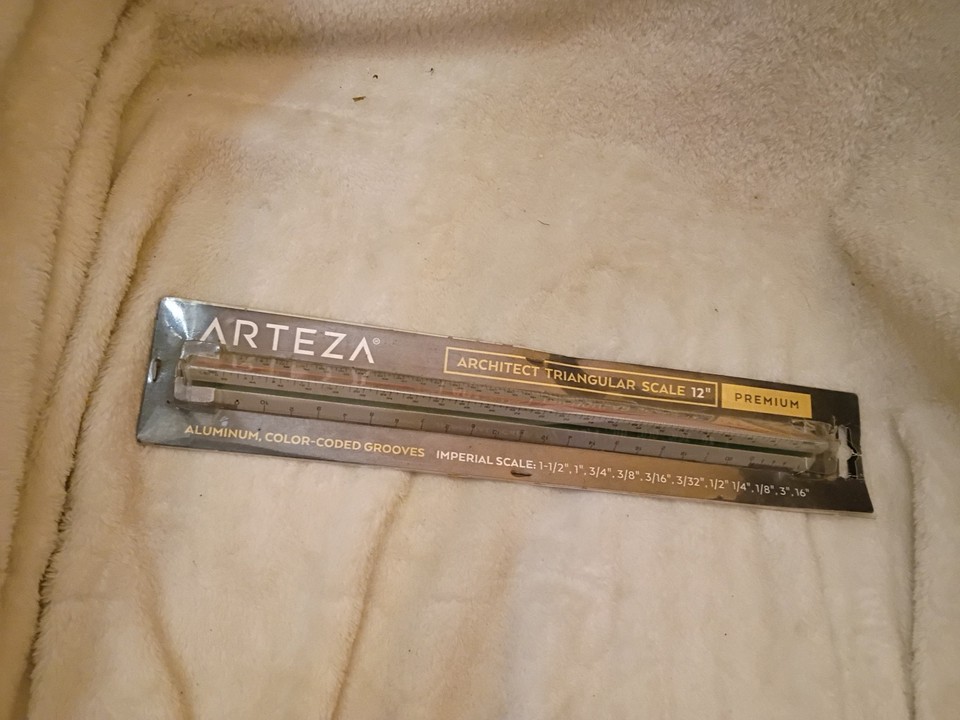 ARTEZA®
ARCHITECT TRIANGULAR SCALE 12" PREMIUM
ALUMINUM, COLOR-CODED GROOVES IMPERIAL SCALE: 1-1/2", 1", 3/4", 3/8", 3/16", 3/32", 1/2" 1/4", 1/8", 3", 16"